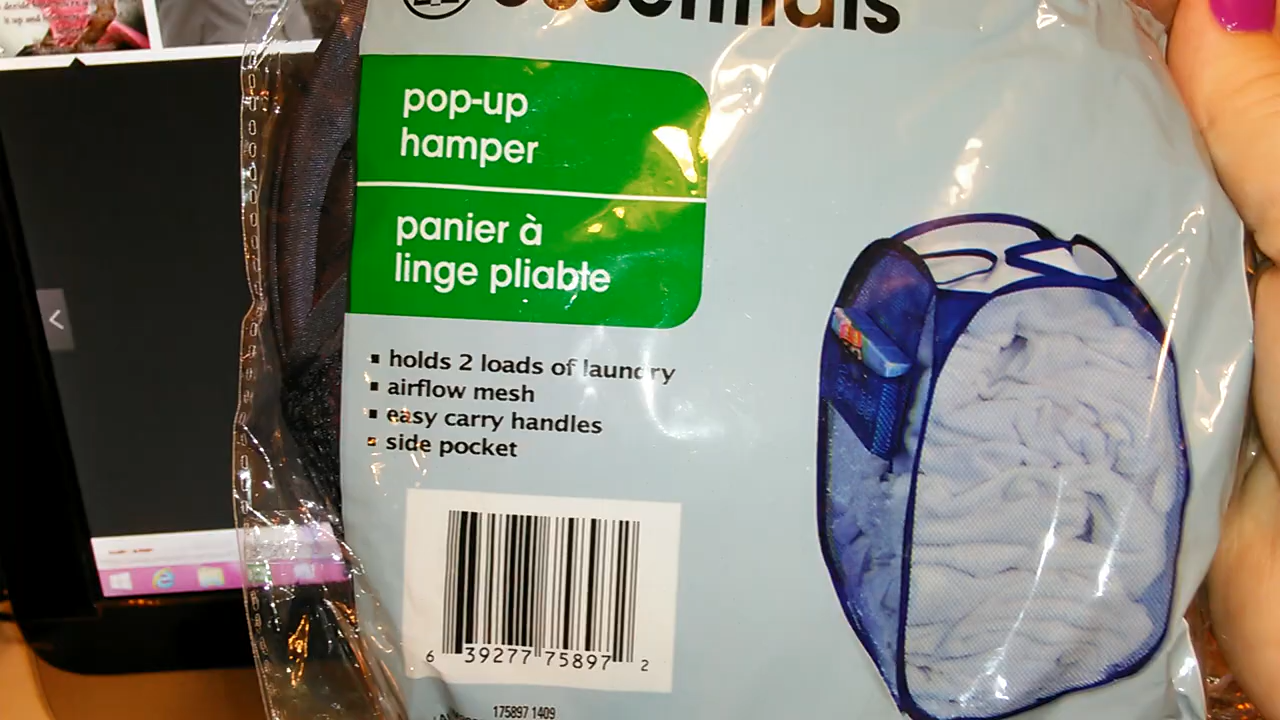 essentials
pop-up
hamper
panier à
linge pliable
▪ holds 2 loads of laundry
▪ airflow mesh
▪ easy carry handles
▪ side pocket
6 39277 75897 2
175897 1409